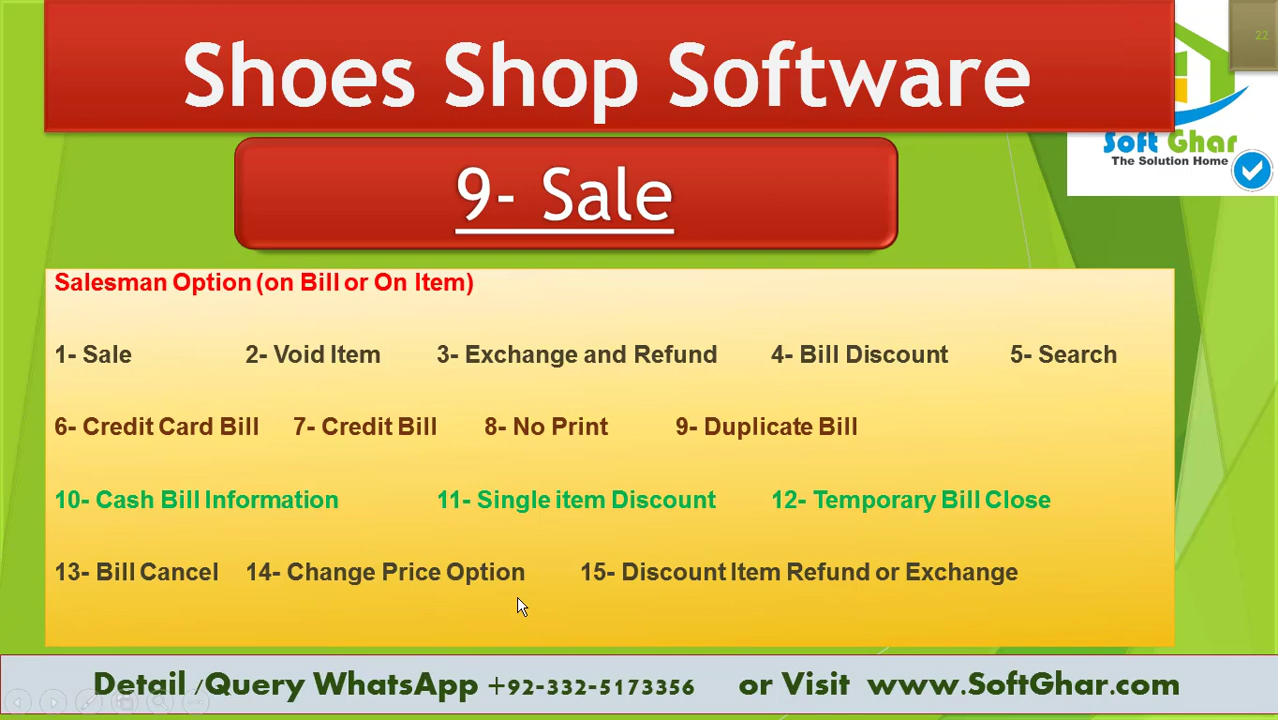 Shoes Shop Software
22
Soft Ghar
The Solution Home
9- Sale
Salesman Option (on Bill or On Item)
1- Sale 2- Void Item 3- Exchange and Refund 4- Bill Discount 5- Search
6- Credit Card Bill 7- Credit Bill 8- No Print 9- Duplicate Bill
10- Cash Bill Information 11- Single item Discount 12- Temporary Bill Close
13- Bill Cancel 14- Change Price Option 15- Discount Item Refund or Exchange
Detail /Query WhatsApp +92-332-5173356 or Visit www.SoftGhar.com